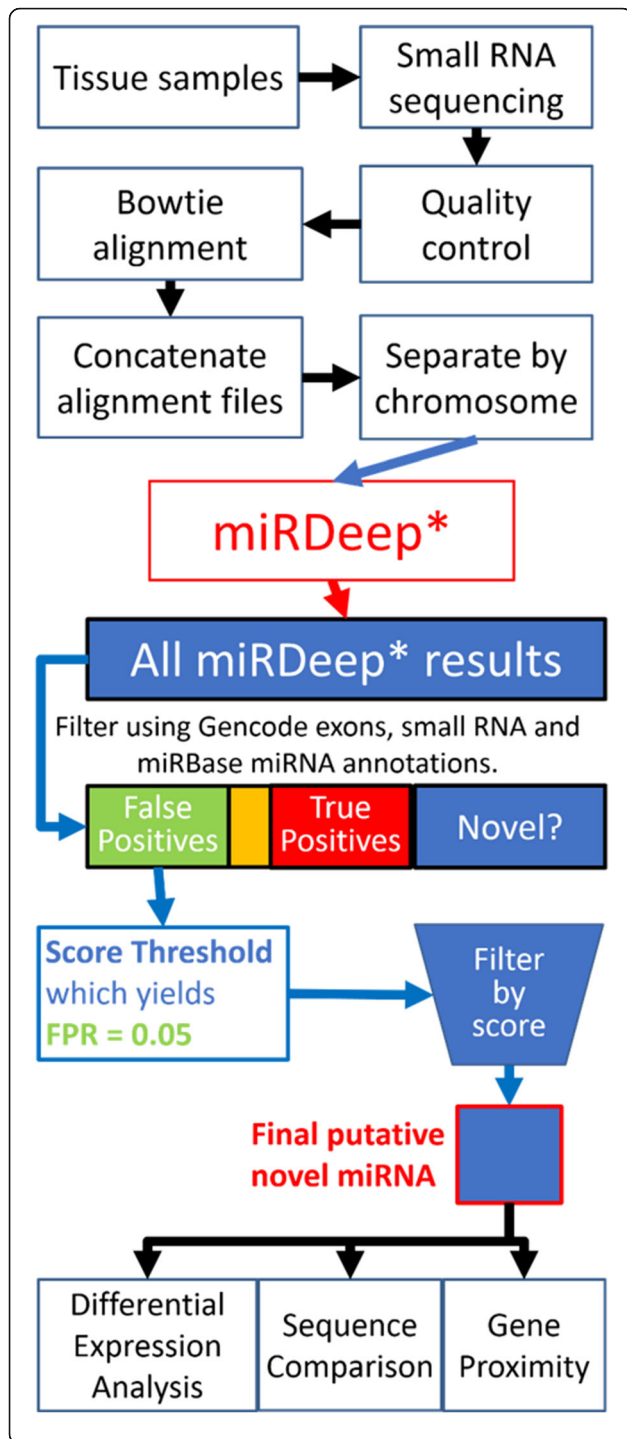 Tissue samples
Small RNA
sequencing
Bowtie
alignment
Quality
control
Concatenate
alignment files
Separate by
chromosome
miRDeep*
All miRDeep* results
Filter using Gencode exons, small RNA and
miRBase miRNA annotations.
False
Positives
True
Positives
Novel?
Score Threshold
which yields
FPR = 0.05
Filter
by
score
Final putative
novel miRNA
Differential
Expression
Analysis
Sequence
Comparison
Gene
Proximity